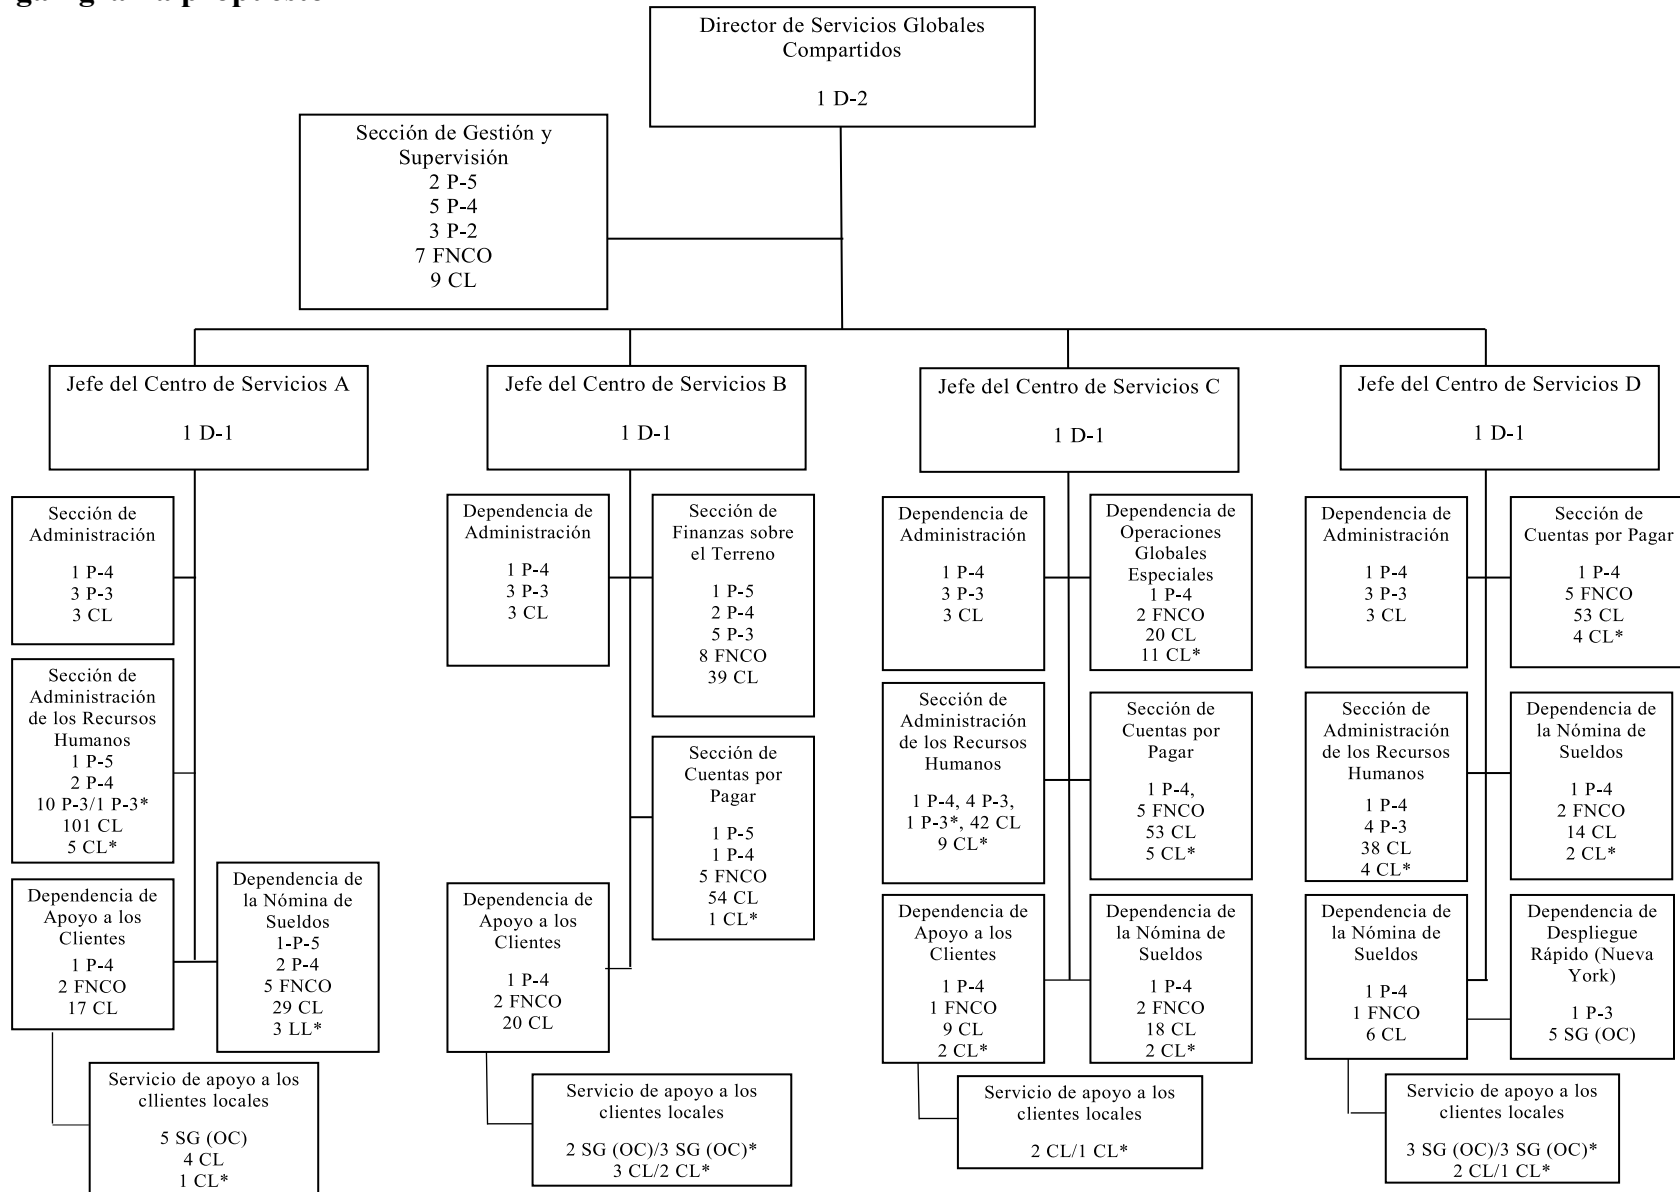 Director de Servicios Globales
Compartidos
1 D-2
Sección de Gestión y
Supervisión
2 P-5
5 P-4
3 P-2
7 FNCO
9 CL
Jefe del Centro de Servicios A
1 D-1
Jefe del Centro de Servicios B
1 D-1
Jefe del Centro de Servicios C
1 D-1
Jefe del Centro de Servicios D
1 D-1
Sección de
Administración
1 P-4
3 P-3
3 CL
Sección de
Administración
de los Recursos
Humanos
1 P-5
2 P-4
10 P-3/1 P-3*
101 CL
5 CL*
Dependencia de
Apoyo a los
Clientes
1 P-4
2 FNCO
17 CL
Dependencia de
la Nómina de
Sueldos
1-P-5
2 P-4
5 FNCO
29 CL
3 LL*
Servicio de apoyo a los
cllientes locales
5 SG (OC)
4 CL
1 CL*
Dependencia de
Administración
1 P-4
3 P-3
3 CL
Sección de
Finanzas sobre
el Terreno
1 P-5
2 P-4
5 P-3
8 FNCO
39 CL
Sección de
Cuentas por
Pagar
1 P-5
1 P-4
5 FNCO
54 CL
1 CL*
Dependencia de
Apoyo a los
Clientes
1 P-4
2 FNCO
20 CL
Servicio de apoyo a los
clientes locales
2 SG (OC)/3 SG (OC)*
3 CL/2 CL*
Dependencia de
Administración
1 P-4
3 P-3
3 CL
Dependencia de
Operaciones
Globales
Especiales
1 P-4
2 FNCO
20 CL
11 CL*
Sección de
Administración
de los Recursos
Humanos
1 P-4, 4 P-3,
1 P-3*, 42 CL
9 CL*
Sección de
Cuentas por
Pagar
1 P-4,
5 FNCO
53 CL
5 CL*
Dependencia de
Apoyo a los
Clientes
1 P-4
1 FNCO
9 CL
2 CL*
Dependencia de
la Nómina de
Sueldos
1 P-4
2 FNCO
18 CL
2 CL*
Servicio de apoyo a los
clientes locales
2 CL/1 CL*
Dependencia de
Administración
1 P-4
3 P-3
3 CL
Sección de
Cuentas por Pagar
1 P-4
5 FNCO
53 CL
4 CL*
Sección de
Administración
de los Recursos
Humanos
1 P-4
4 P-3
38 CL
4 CL*
Dependencia de
la Nómina de
Sueldos
1 P-4
2 FNCO
14 CL
2 CL*
Dependencia de
la Nómina de
Sueldos
1 P-4
1 FNCO
6 CL
Dependencia de
Despliegue
Rápido (Nueva
York)
1 P-3
5 SG (OC)
Servicio de apoyo a los
clientes locales
3 SG (OC)/3 SG (OC)*
2 CL/1 CL*